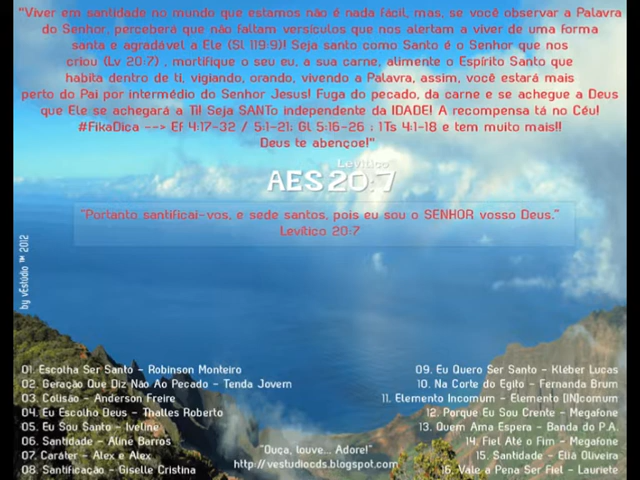 "Viver em santidade no mundo que estamos não é nada fácil, mas, se você observar a Palavra
do Senhor, perceberá que não faltam versículos que nos alertam a viver de uma forma
santa e agradável a Ele (Sl 119:9)! Seja santo como Santo é o Senhor que nos
criou (Lv 20:7) , mortifique o seu eu, a sua carne, alimente o Espírito Santo que
habita dentro de ti, vigiando, orando, vivendo a Palavra, assim, você estará mais
perto do Pai por intermédio do Senhor Jesus! Fuga do pecado, da carne e se achegue a Deus
que Ele se achegará a Ti! Seja SANTo independente da IDADE! A recompensa tá no Céu!
#FikaDica --> Ef 4:17-32 / 5:1-21; Gl 5:16-26 ; 1Ts 4:1-18 e tem muito mais!!
Deus te abençoe!"
Levítico
AES20:7
"Portanto santificai-vos, e sede santos, pois eu sou o SENHOR vosso Deus."
Levítico 20:7
by vEstúdio ™ 2012
01. Escolha Ser Santo - Robinson Monteiro
02. Geração Que Diz Não Ao Pecado - Tenda Jovem
03. Colisão - Anderson Freire
04. Eu Escolho Deus - Thalles Roberto
05. Eu Sou Santo - Iveline
06. Santidade - Aline Barros
07. Caráter - Alex e Alex
08. Santificação - Giselle Cristina
"Ouça, louve... Adore!"
http://vestudiocds.blogspot.com
09. Eu Quero Ser Santo - Kléber Lucas
10. Na Corte do Egito - Fernanda Brum
11. Elemento Incomum - Elemento [IN]comum
12. Porque Eu Sou Crente - Megafone
13. Quem Ama Espera - Banda do P.A.
14. Fiel Até o Fim - Megafone
15. Santidade - Eliã Oliveira
16. Vale a Pena Ser Fiel - Lauriete